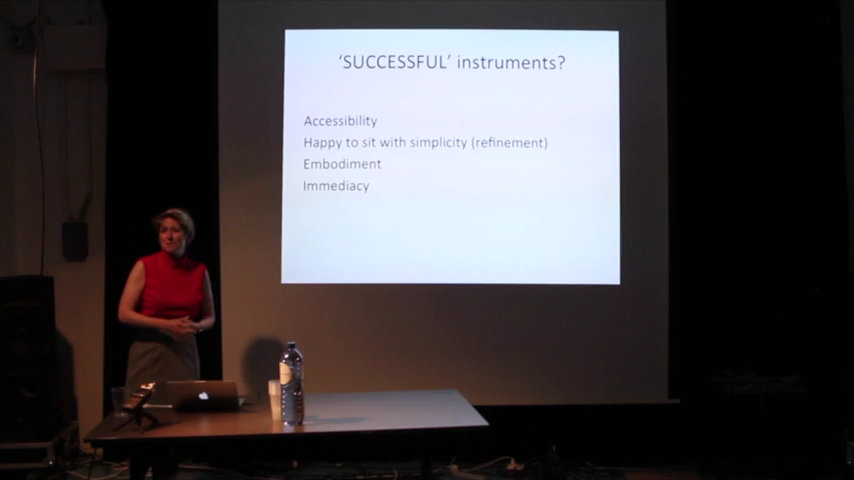 ‘SUCCESSFUL’ instruments?
Accessibility
Happy to sit with simplicity (refinement)
Embodiment
Immediacy